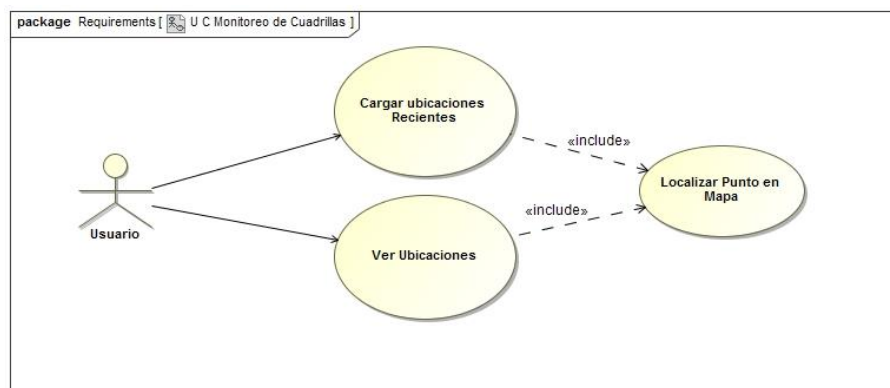 package Requirements [ U C Monitoreo de Cuadrillas ]
Cargar ubicaciones
Recientes
«include»
Localizar Punto en
Mapa
«include»
Usuario
Ver Ubicaciones